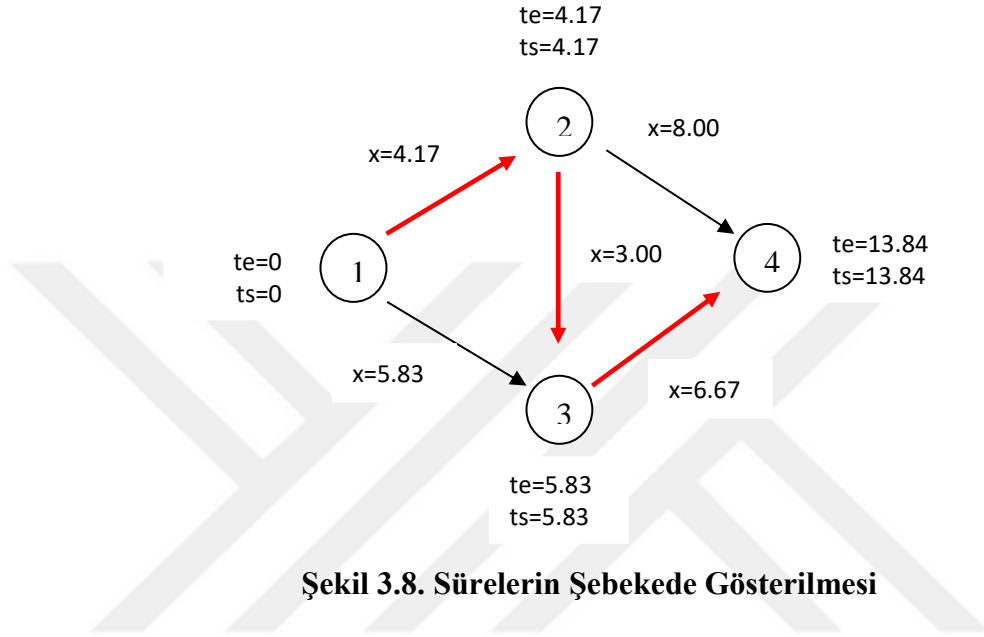 te=4.17
ts=4.17
2
x=8.00
x=4.17
te=0
ts=0
1
x=3.00
4
te=13.84
ts=13.84
x=5.83
x=6.67
3
te=5.83
ts=5.83
Şekil 3.8. Sürelerin Şebekede Gösterilmesi